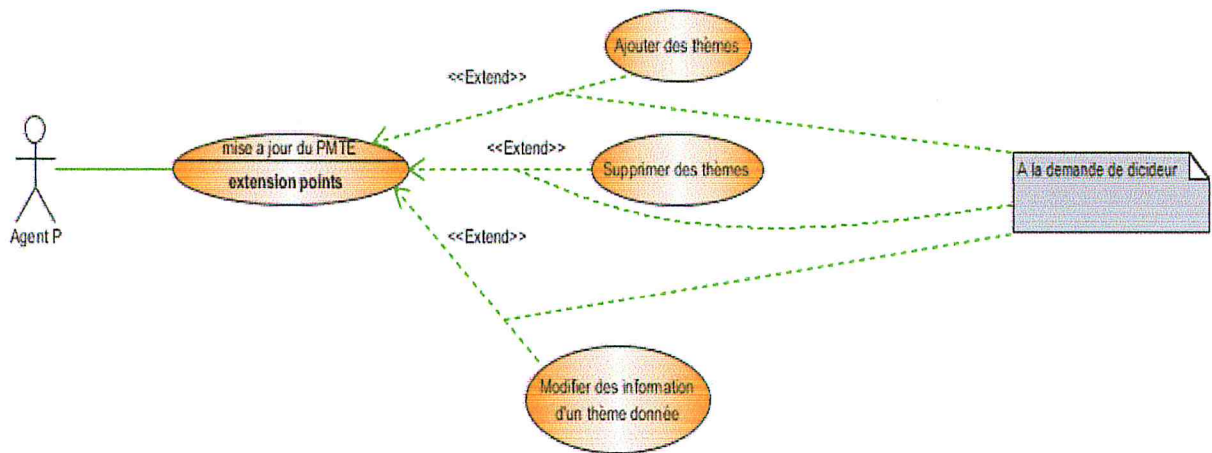 Ajouter des thèmes
<<Extend>>
mise a jour du PMTE
extension points
<<Extend>>
Supprimer des thèmes
A la demande de dicideur
Agent P
<<Extend>>
Modifier des information
d'un thème donnée